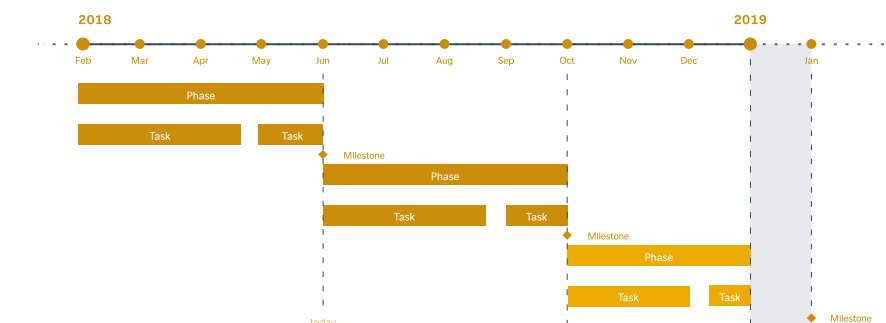 2018 2019
Feb Mar Apr May Jun Jul Aug Sep Oct Nov Dec Jan
Phase
Task Task
Milestone
Phase
Task Task
Milestone
Phase
Task Task
today
Milestone